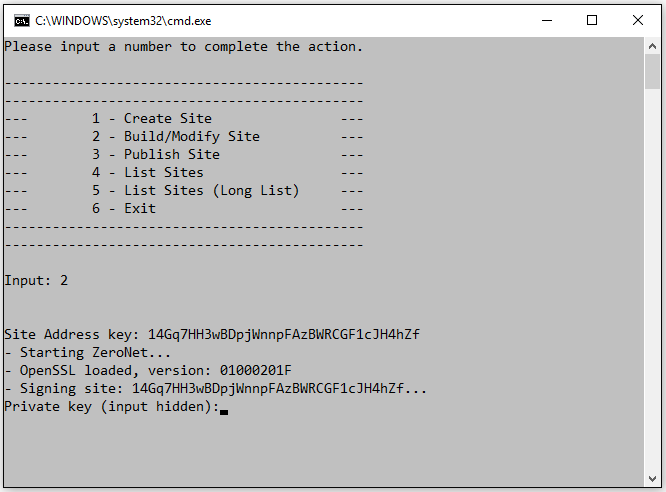 C:\WINDOWS\system32\cmd.exe
Please input a number to complete the action.
---------------------------------------------
---------------------------------------------
---        1 - Create Site                ---
---        2 - Build/Modify Site          ---
---        3 - Publish Site               ---
---        4 - List Sites                 ---
---        5 - List Sites (Long List)     ---
---        6 - Exit                       ---
---------------------------------------------
---------------------------------------------
Input: 2
Site Address key: 14Gq7HH3wBDpjWnnpFAzBWRCGF1cJH4hZf
- Starting ZeroNet...
- OpenSSL loaded, version: 01000201F
- Signing site: 14Gq7HH3wBDpjWnnpFAzBWRCGF1cJH4hZf...
Private key (input hidden):